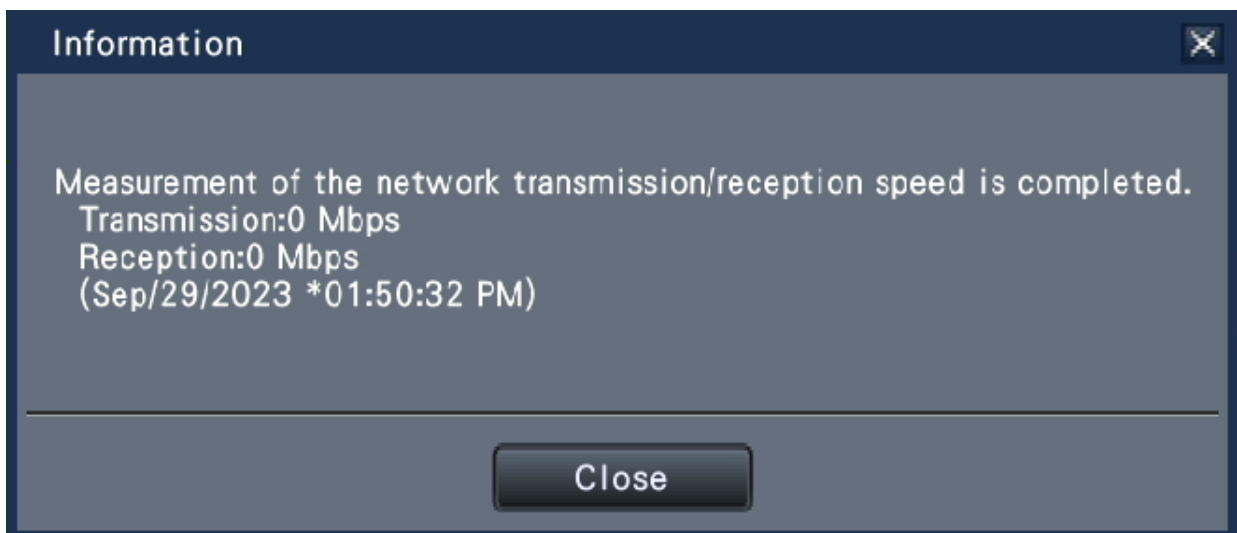 Information
Measurement of the network transmission/reception speed is completed.
Transmission:0 Mbps
Reception:0 Mbps
(Sep/29/2023 *01:50:32 PM)
Close